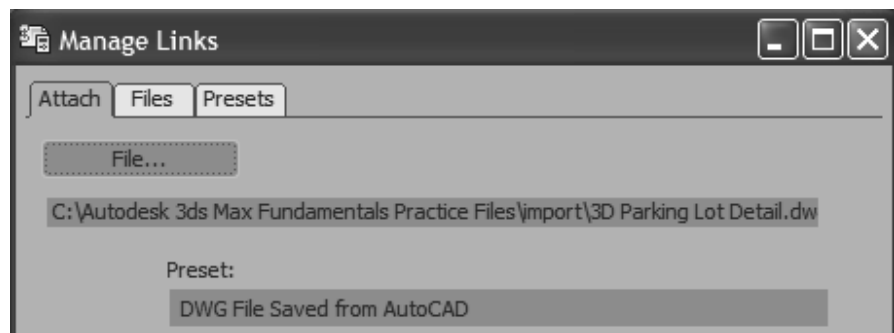 Manage Links
Attach Files Presets
File...
C:\Autodesk 3ds Max Fundamentals Practice Files\import\3D Parking Lot Detail.dw
Preset:
DWG File Saved from AutoCAD